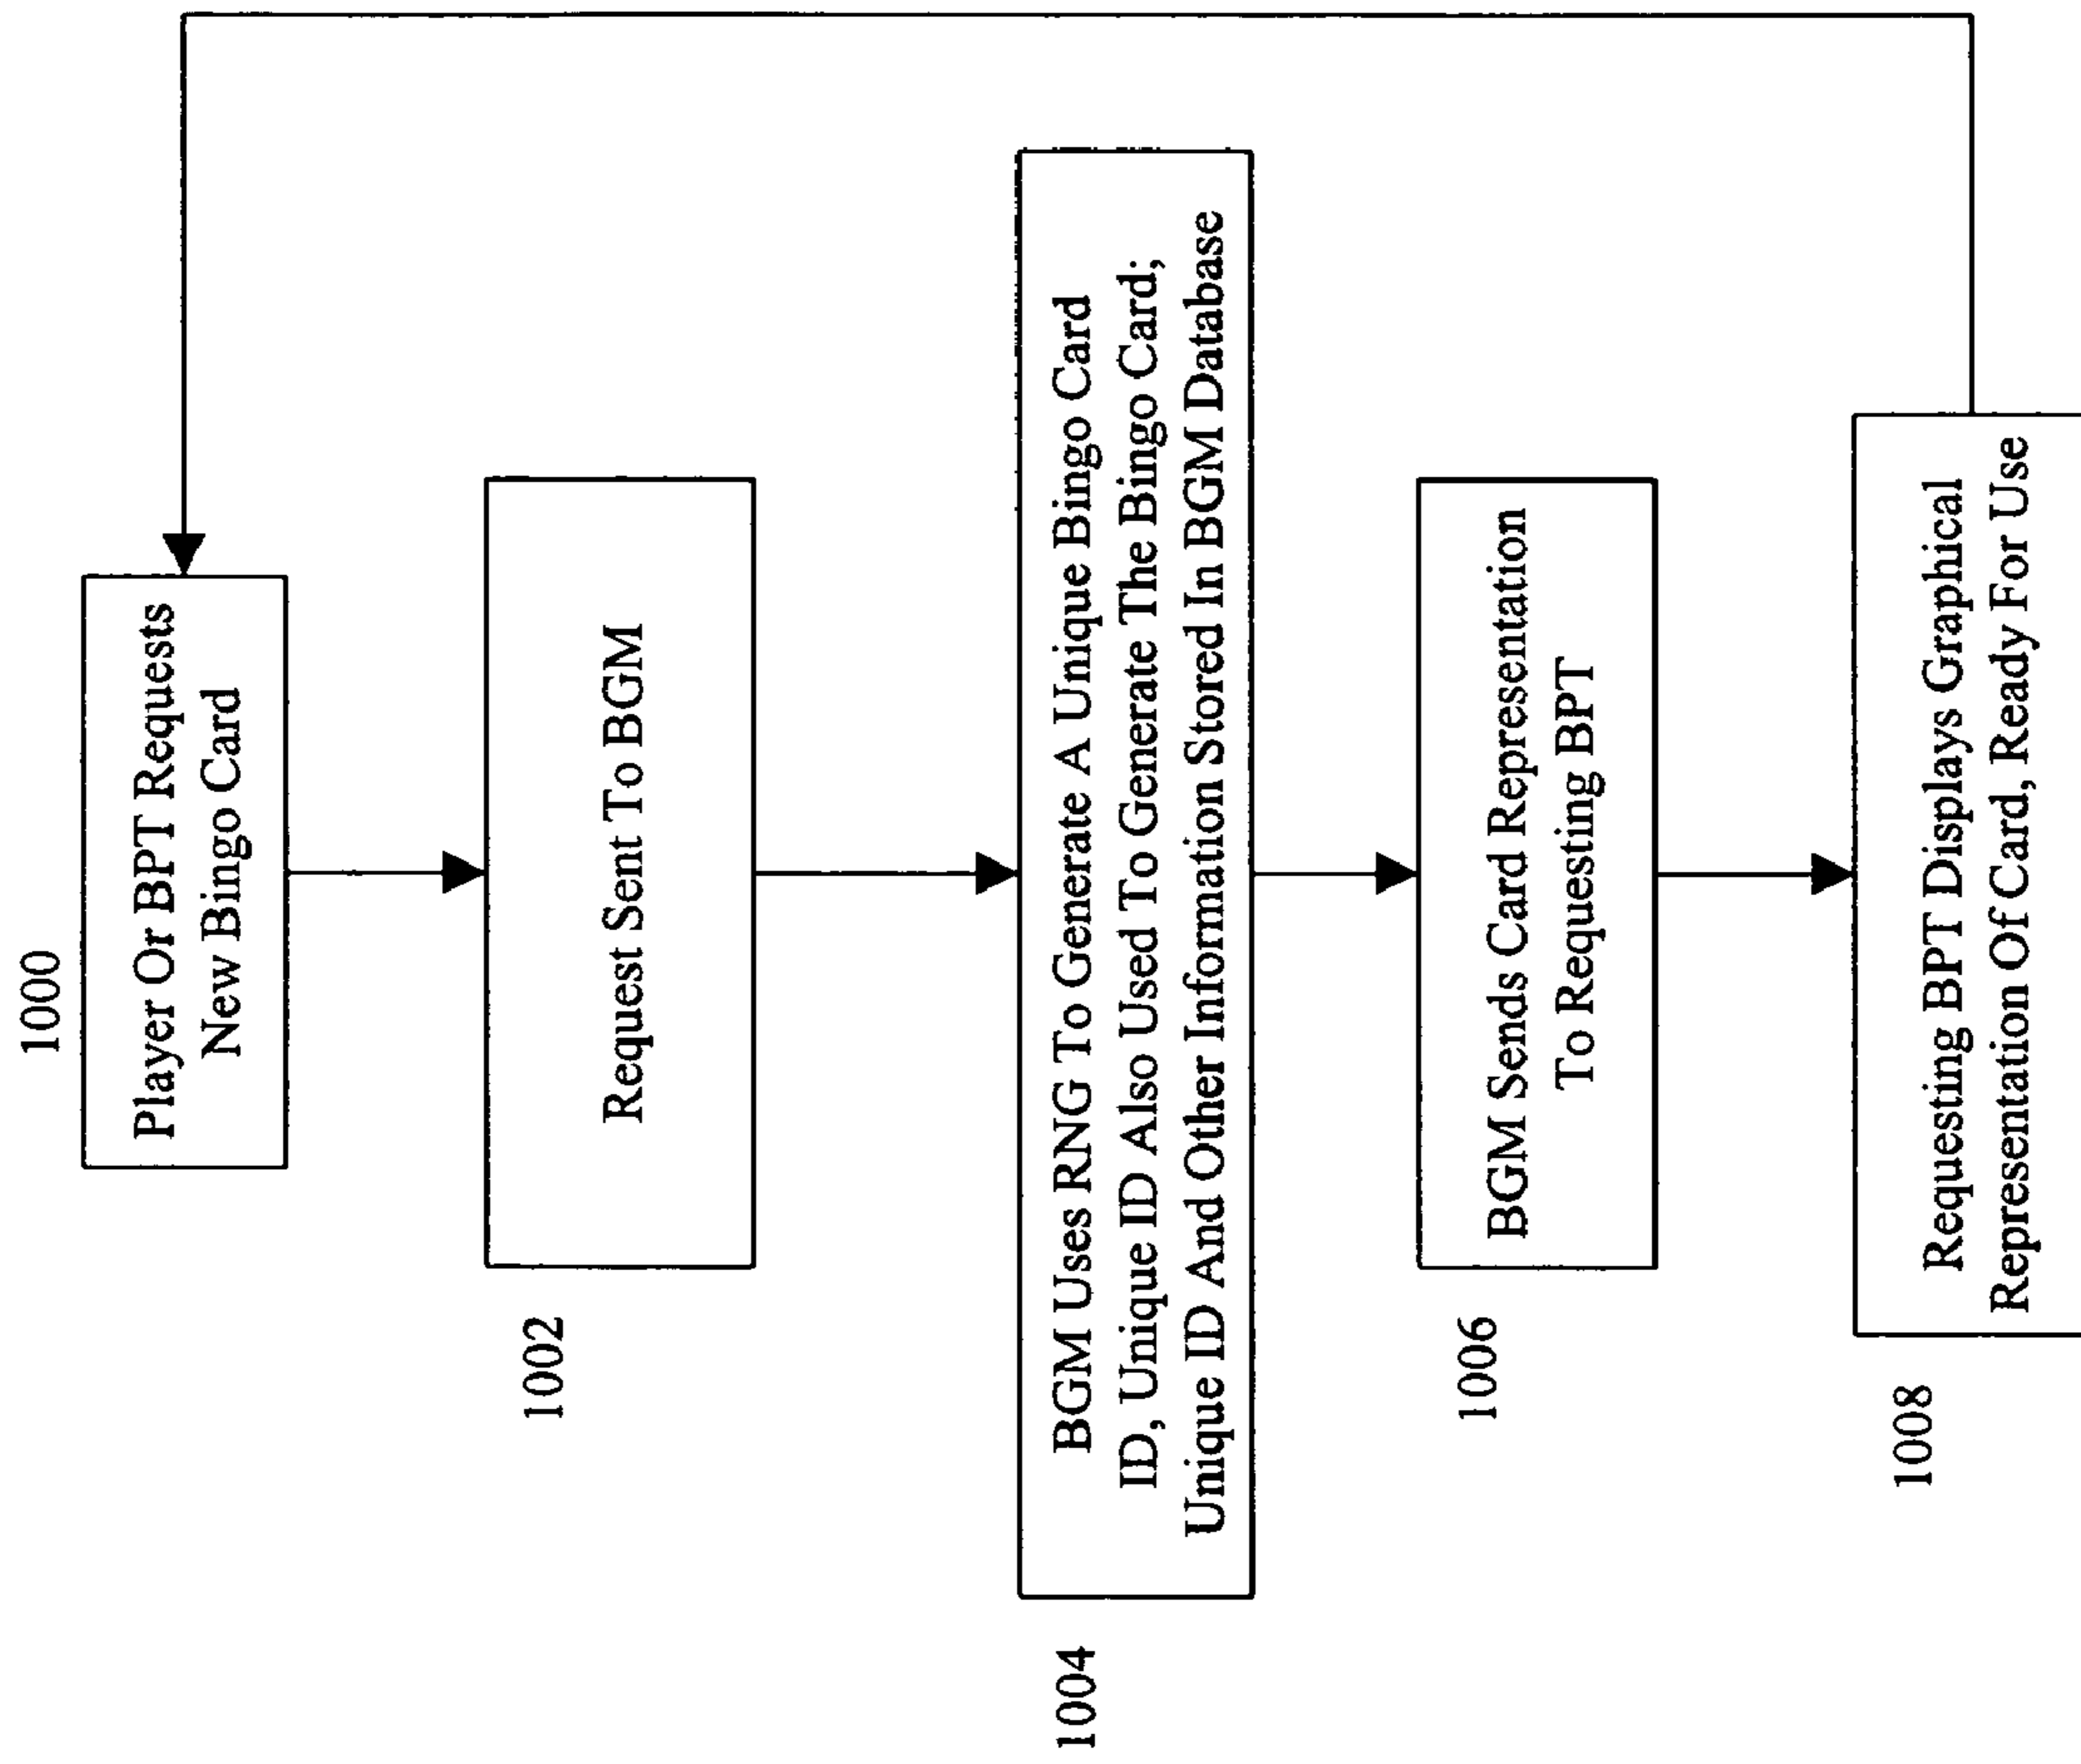 1000
Player Or BPT Requests
New Bingo Card
1002
Request Sent To BGM
1004
BGM Uses RNG To Generate A Unique Bingo Card
ID, Unique ID Also Used To Generate The Bingo Card;
Unique ID And Other Information Stored In BGM Database
1006
BGM Sends Card Representation
To Requesting BPT
1008
Requesting BPT Displays Graphical
Representation Of Card, Ready For Use